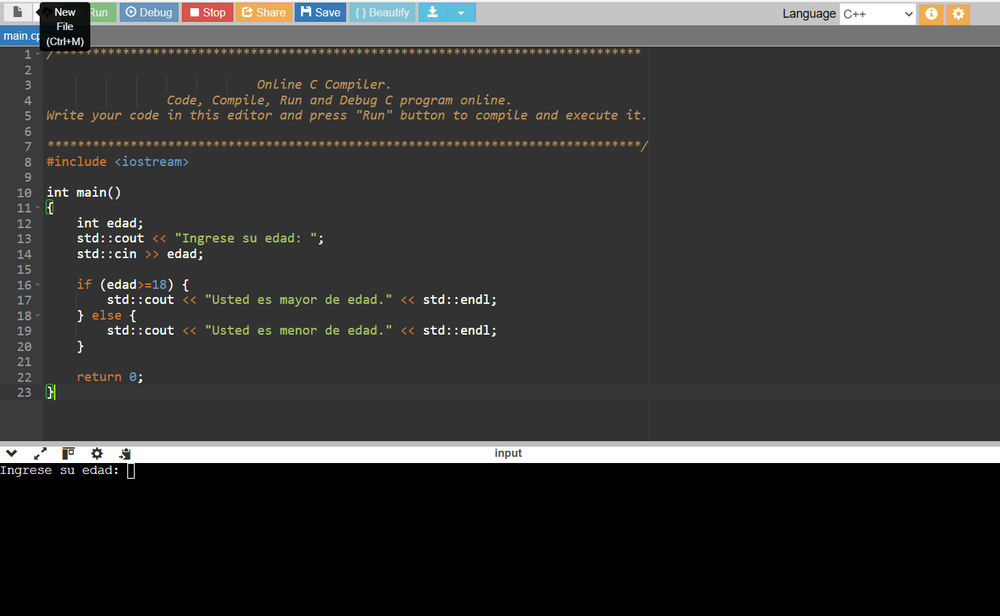 New File (Ctrl+M) Run Debug Stop Share Save { } Beautify Language C++
main.cpp
1 /******************************************************************************
2
3 Online C Compiler.
4 Code, Compile, Run and Debug C program online.
5 Write your code in this editor and press "Run" button to compile and execute it.
6
7 *******************************************************************************/
8 #include <iostream>
9
10 int main()
11 {
12 int edad;
13 std::cout << "Ingrese su edad: ";
14 std::cin >> edad;
15
16 if (edad>=18) {
17 std::cout << "Usted es mayor de edad." << std::endl;
18 } else {
19 std::cout << "Usted es menor de edad." << std::endl;
20 }
21
22 return 0;
23 }
input
Ingrese su edad: